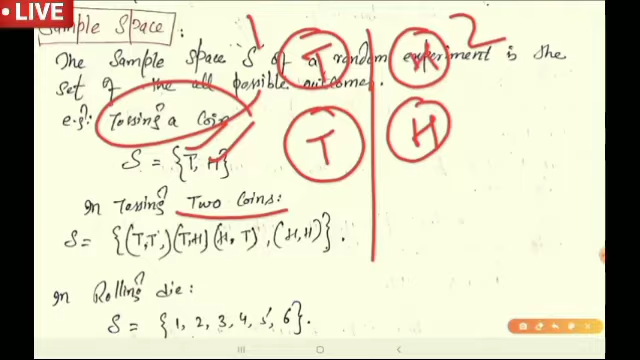 LIVE
Sample Space :
The Sample Space S of a random experiment is the
set of the all possible outcomes.
e.g: Tossing a Coin
S = {T, H}
In Tossing Two Coins:
S = {(T,T,)(T,H)(H, T), (H,H)}.
In Rolling die:
S = {1, 2, 3, 4, 5, 6}.
1
2
T
T
H